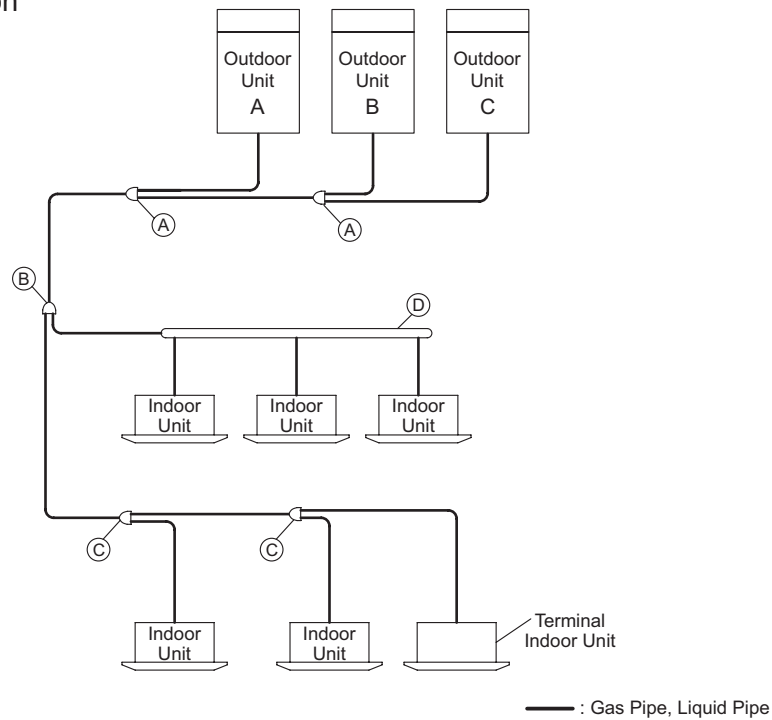 on
Outdoor
Unit
A
Outdoor
Unit
B
Outdoor
Unit
C
A
A
B
D
Indoor
Unit
Indoor
Unit
Indoor
Unit
C
C
Indoor
Unit
Indoor
Unit
Terminal
Indoor Unit
: Gas Pipe, Liquid Pipe